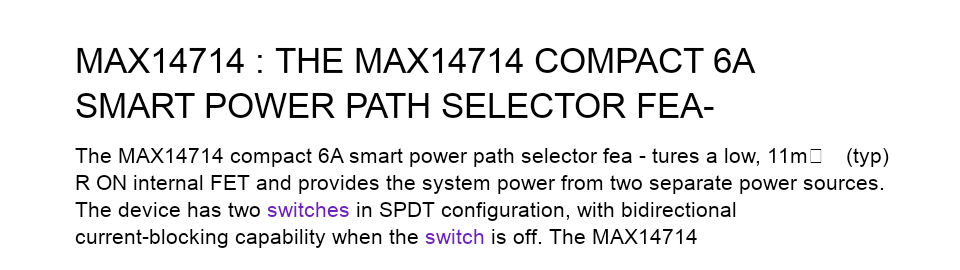 MAX14714 : THE MAX14714 COMPACT 6A
SMART POWER PATH SELECTOR FEA-
The MAX14714 compact 6A smart power path selector fea - tures a low, 11m□ (typ)
R ON internal FET and provides the system power from two separate power sources.
The device has two switches in SPDT configuration, with bidirectional
current-blocking capability when the switch is off. The MAX14714